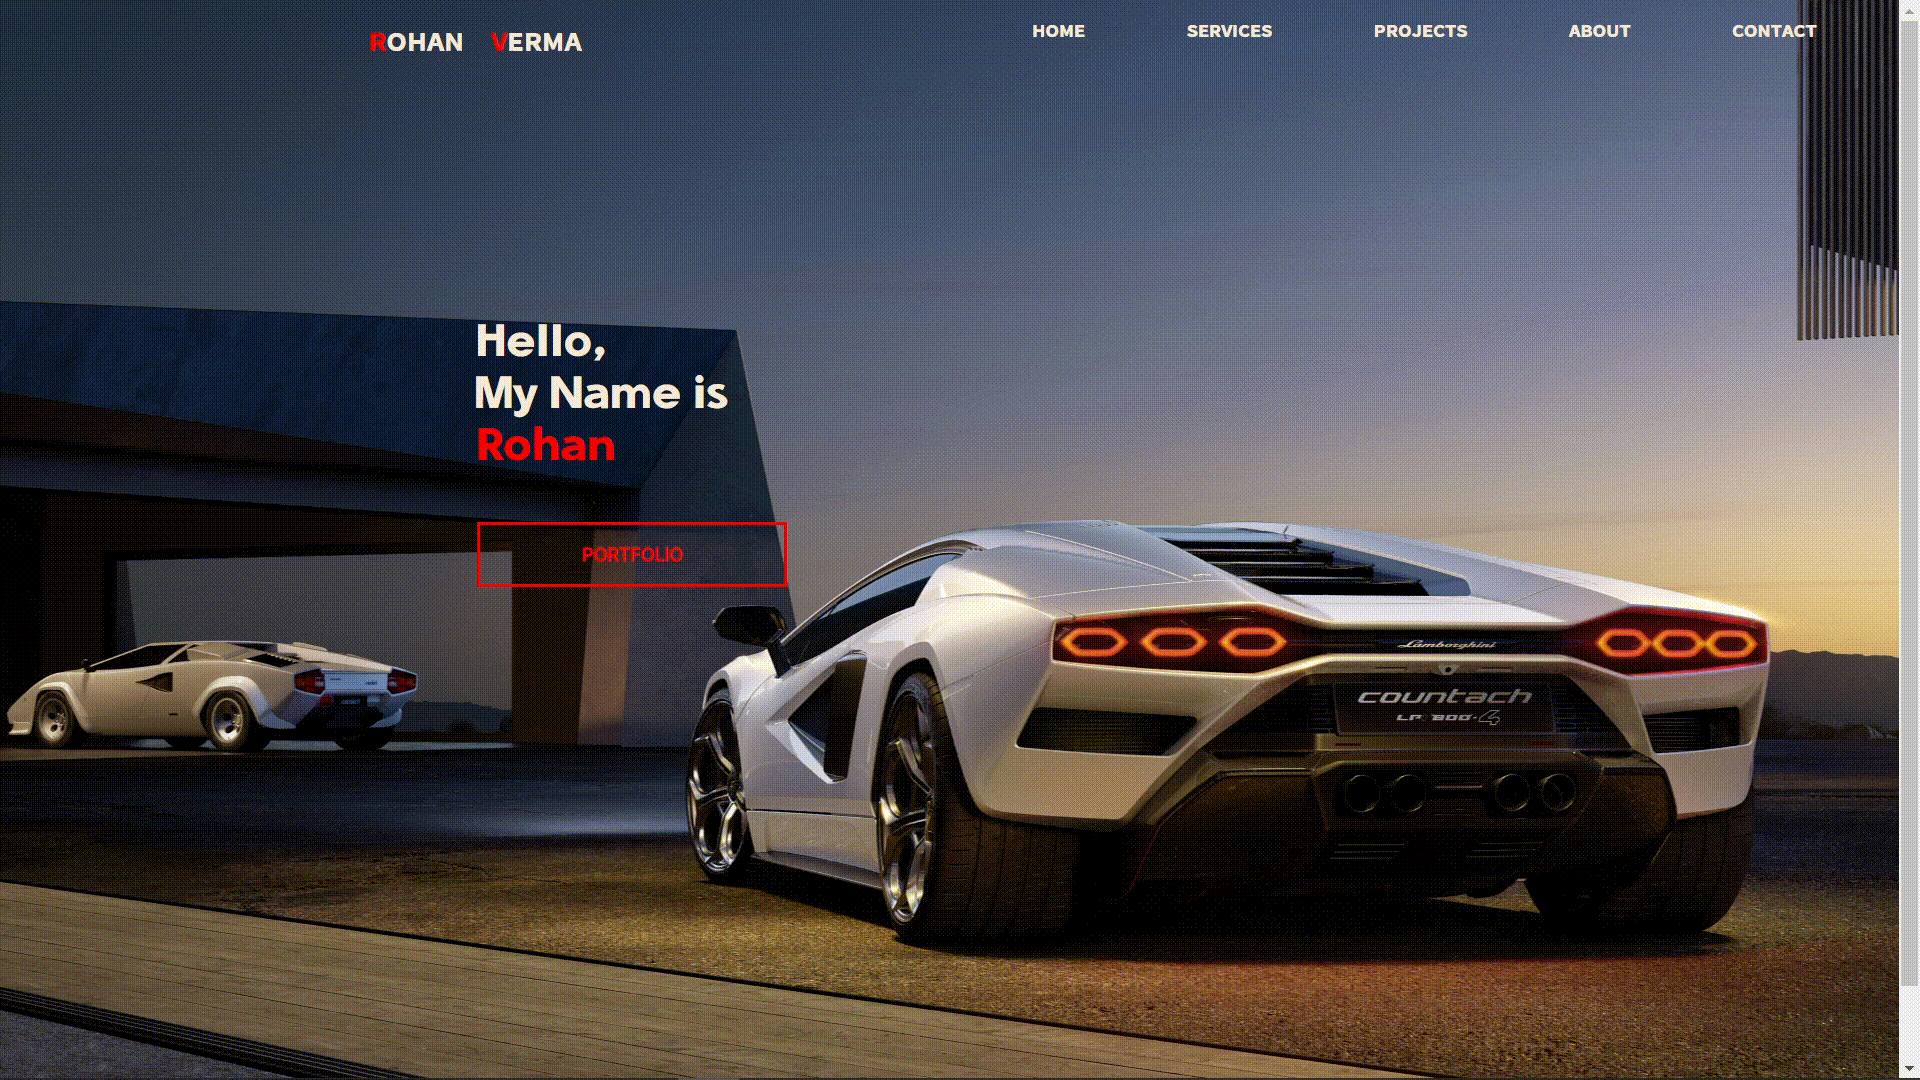 ROHAN VERMA
HOME SERVICES PROJECTS ABOUT CONTACT
Hello,
My Name is
Rohan
PORTFOLIO
Lamborghini
countach
LP 800-4